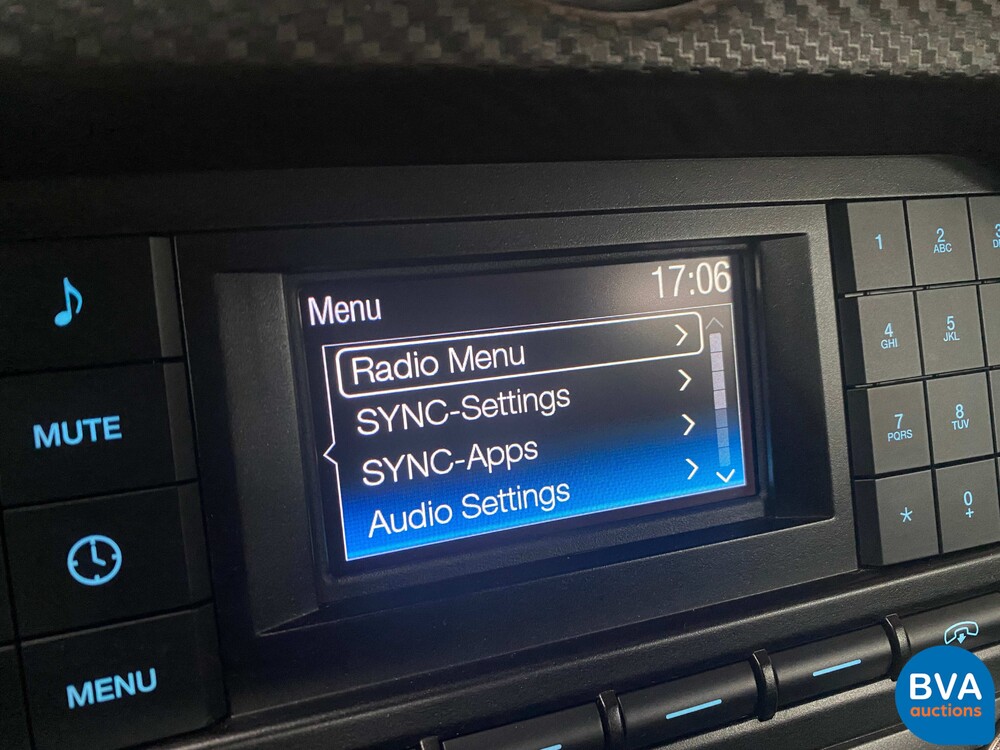 Menu
17:06
Radio Menu
SYNC-Settings
SYNC-Apps
Audio Settings
MUTE
MENU
1
2
ABC
3
4
GHI
5
JKL
7
PQRS
8
TUV
*
0
+
BVA
auctions